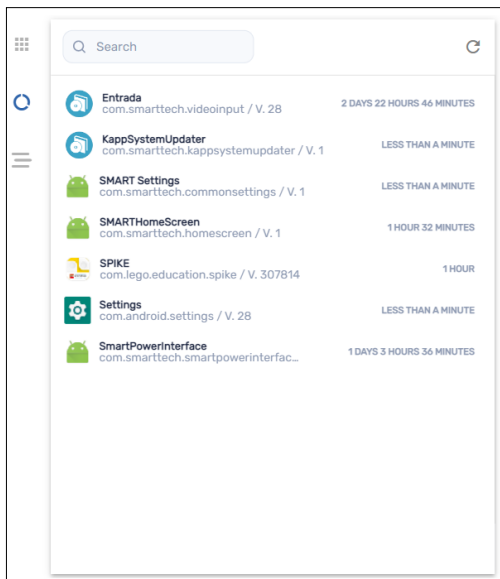 Search
Entrada
com.smarttech.videoinput / V. 28
2 DAYS 22 HOURS 46 MINUTES
KappSystemUpdater
com.smarttech.kappsystemupdater / V. 1
LESS THAN A MINUTE
SMART Settings
com.smarttech.commonsettings / V. 1
LESS THAN A MINUTE
SMARTHomeScreen
com.smarttech.homescreen / V. 1
1 HOUR 32 MINUTES
SPIKE
com.lego.education.spike / V. 307814
1 HOUR
Settings
com.android.settings / V. 28
LESS THAN A MINUTE
SmartPowerInterface
com.smarttech.smartpowerinterfac...
1 DAYS 3 HOURS 36 MINUTES